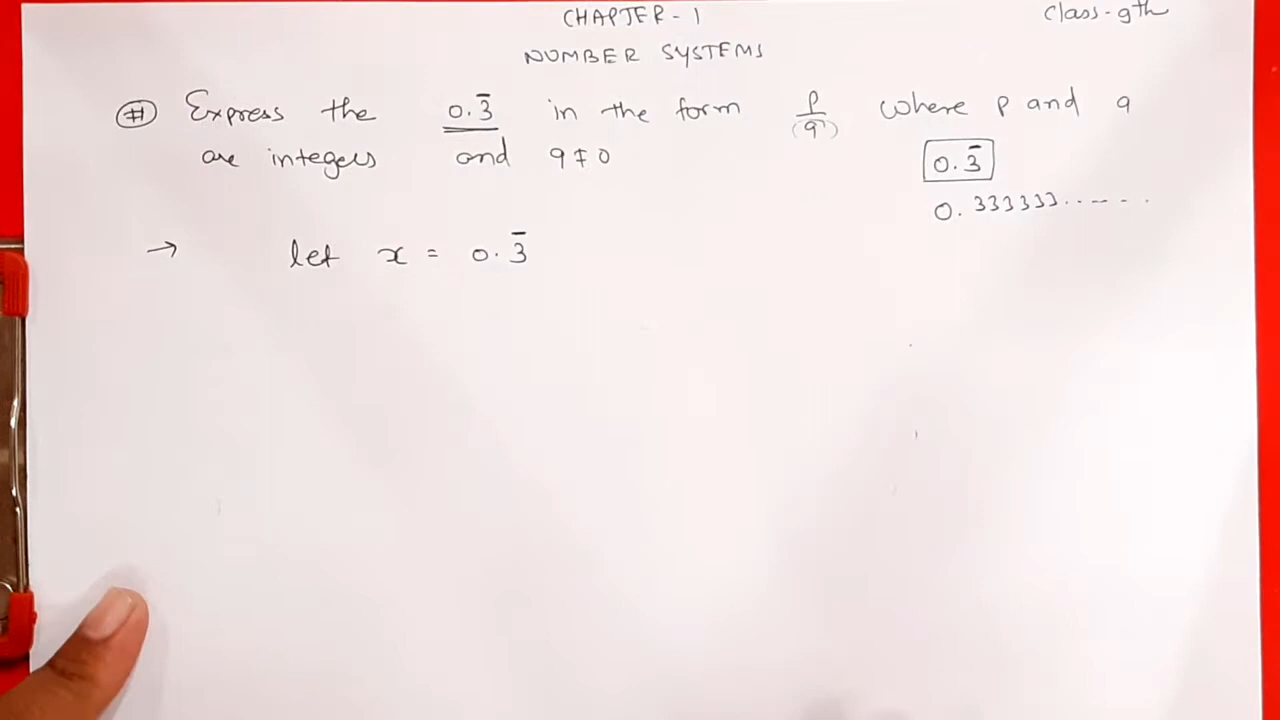 CHAPTER - 1
Class - 9th
NUMBER SYSTEMS
# Express the 0.3̅ in the form p/q where p and q
are integers and q ≠ 0
0.3̅
0.333333......
→ let x = 0.3̅